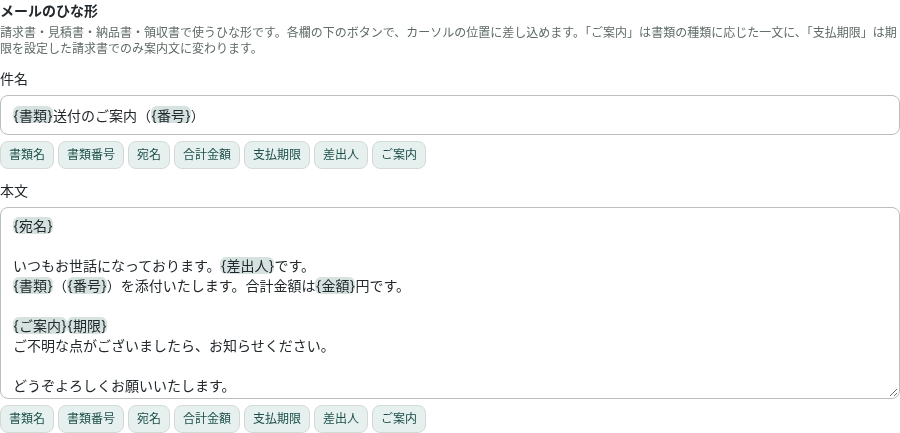 メールのひな形
請求書・見積書・納品書・領収書で使うひな形です。各欄の下のボタンで、カーソルの位置に差し込めます。「ご案内」は書類の種類に応じた一文に、「支払期限」は期
限を設定した請求書でのみ案内文に変わります。
件名
{書類}送付のご案内（{番号}）
書類名 書類番号 宛名 合計金額 支払期限 差出人 ご案内
本文
{宛名}
いつもお世話になっております。{差出人}です。
{書類}（{番号}）を添付いたします。合計金額は{金額}円です。
{ご案内}{期限}
ご不明な点がございましたら、お知らせください。
どうぞよろしくお願いいたします。
書類名 書類番号 宛名 合計金額 支払期限 差出人 ご案内